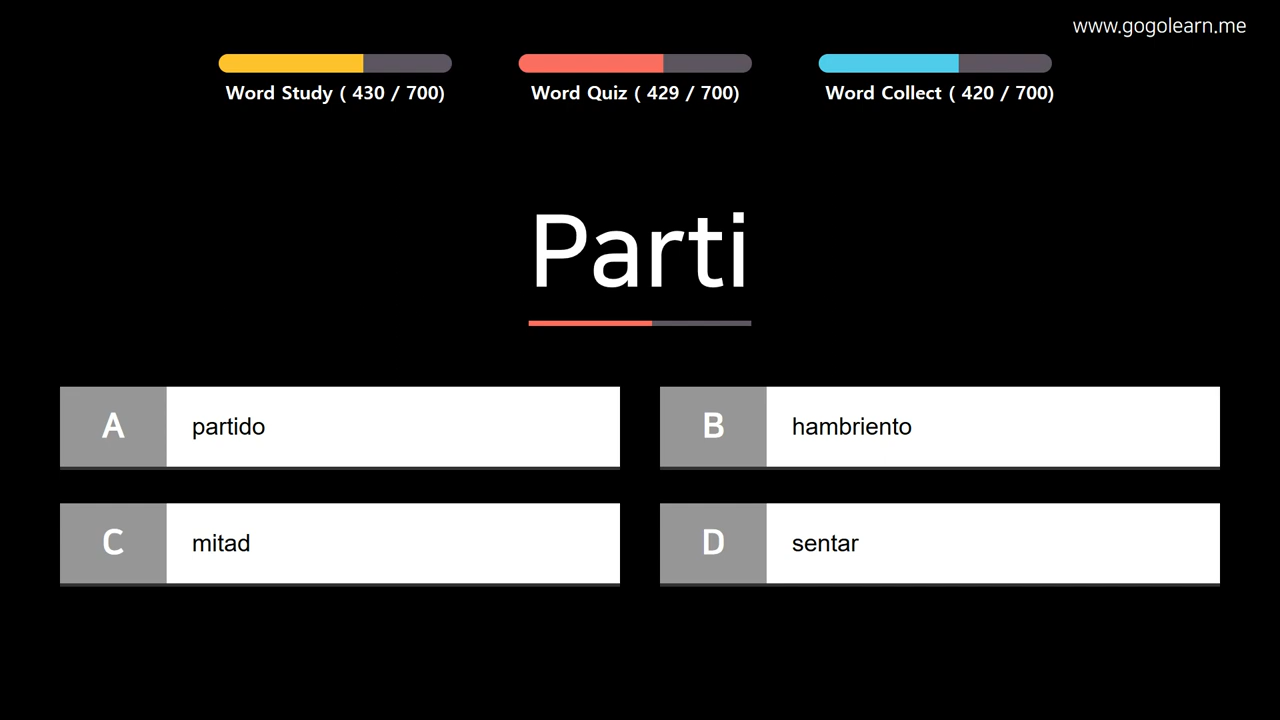 www.gogolearn.me
Word Study ( 430 / 700)
Word Quiz ( 429 / 700)
Word Collect ( 420 / 700)
Parti
A partido
B hambriento
C mitad
D sentar